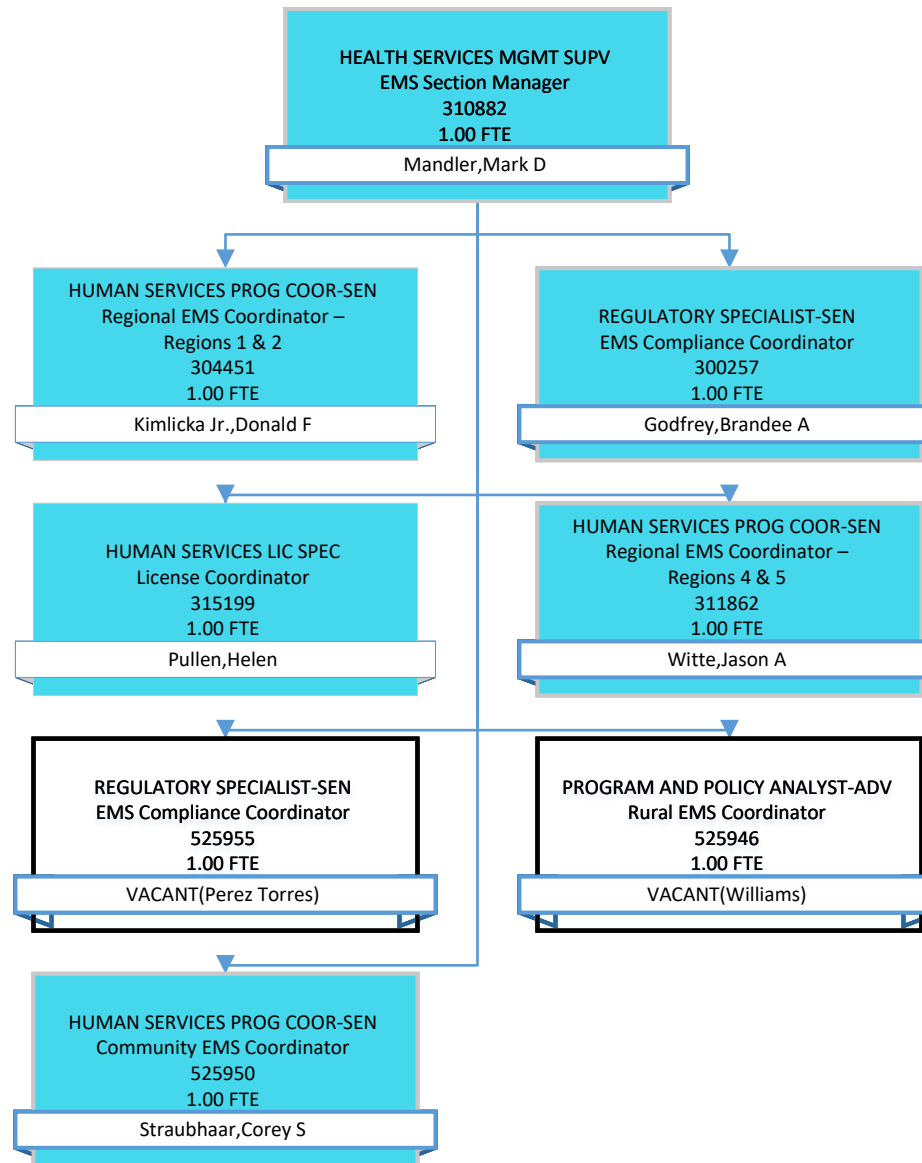 HEALTH SERVICES MGMT SUPV
EMS Section Manager
310882
1.00 FTE
Mandler,Mark D
HUMAN SERVICES PROG COOR-SEN
Regional EMS Coordinator –
Regions 1 & 2
304451
1.00 FTE
Kimlicka Jr.,Donald F
REGULATORY SPECIALIST-SEN
EMS Compliance Coordinator
300257
1.00 FTE
Godfrey,Brandee A
HUMAN SERVICES LIC SPEC
License Coordinator
315199
1.00 FTE
Pullen,Helen
HUMAN SERVICES PROG COOR-SEN
Regional EMS Coordinator –
Regions 4 & 5
311862
1.00 FTE
Witte,Jason A
REGULATORY SPECIALIST-SEN
EMS Compliance Coordinator
525955
1.00 FTE
VACANT(Perez Torres)
PROGRAM AND POLICY ANALYST-ADV
Rural EMS Coordinator
525946
1.00 FTE
VACANT(Williams)
HUMAN SERVICES PROG COOR-SEN
Community EMS Coordinator
525950
1.00 FTE
Straubhaar,Corey S